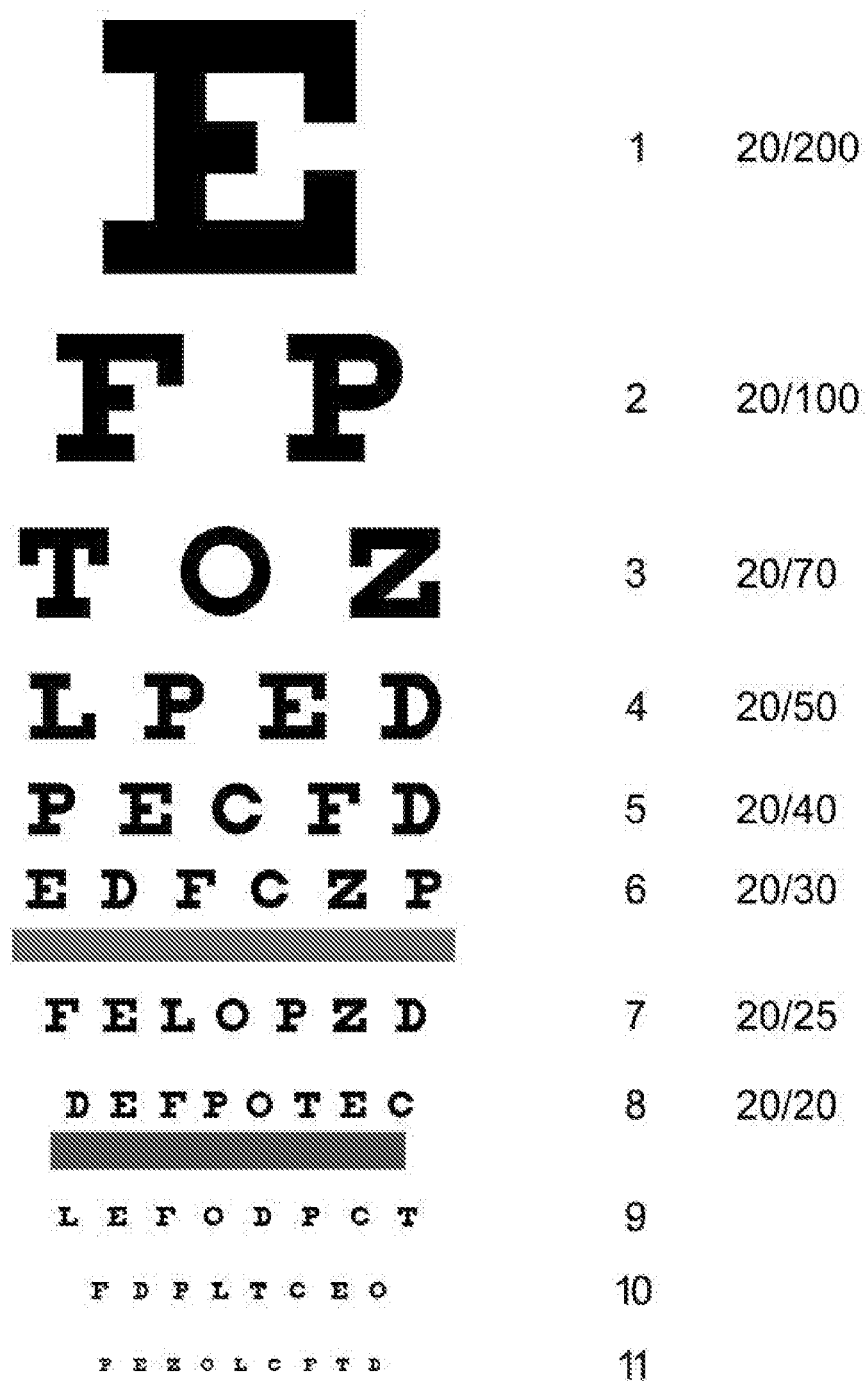 E 1 20/200
F P 2 20/100
T O Z 3 20/70
L P E D 4 20/50
P E C F D 5 20/40
E D F C Z P 6 20/30
F E L O P Z D 7 20/25
D E F P O T E C 8 20/20
L E F O D P C T 9
F D P L T C E O 10
P E Z O L C F T D 11